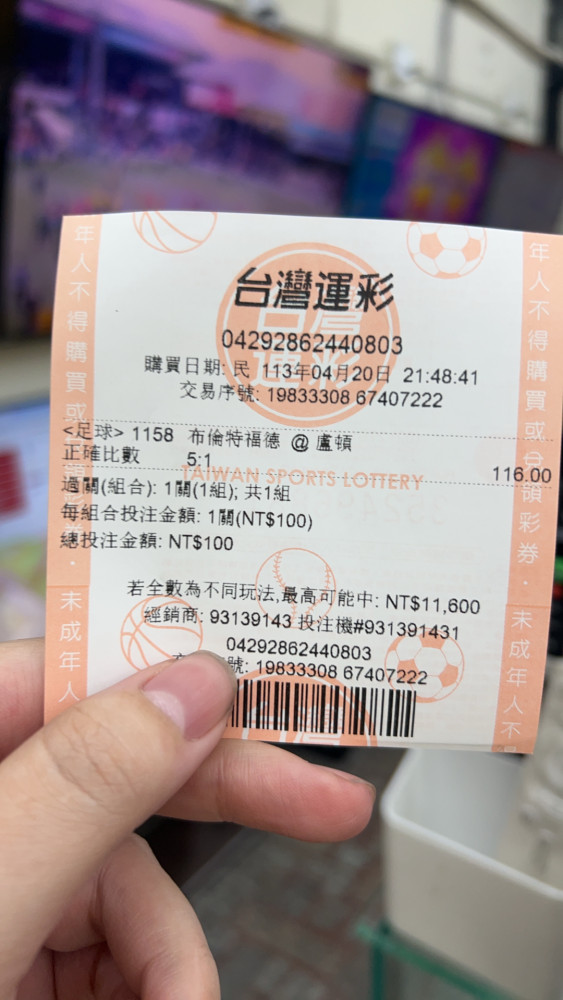 台灣運彩
04292862440803
購買日期: 民 113年04月20日 21:48:41
交易序號: 19833308 67407222
<足球> 1158 布倫特福德 @ 盧頓
正確比數 5:1 116.00
TAIWAN SPORTS LOTTERY
過關(組合): 1關(1組); 共1組
每組合投注金額: 1關(NT$100)
總投注金額: NT$100
若全數為不同玩法,最高可能中: NT$11,600
經銷商: 93139143 投注機#931391431
04292862440803
號: 19833308 67407222
年人不得購買或
未成年人
年人不得購買或 領彩券．未成年人不